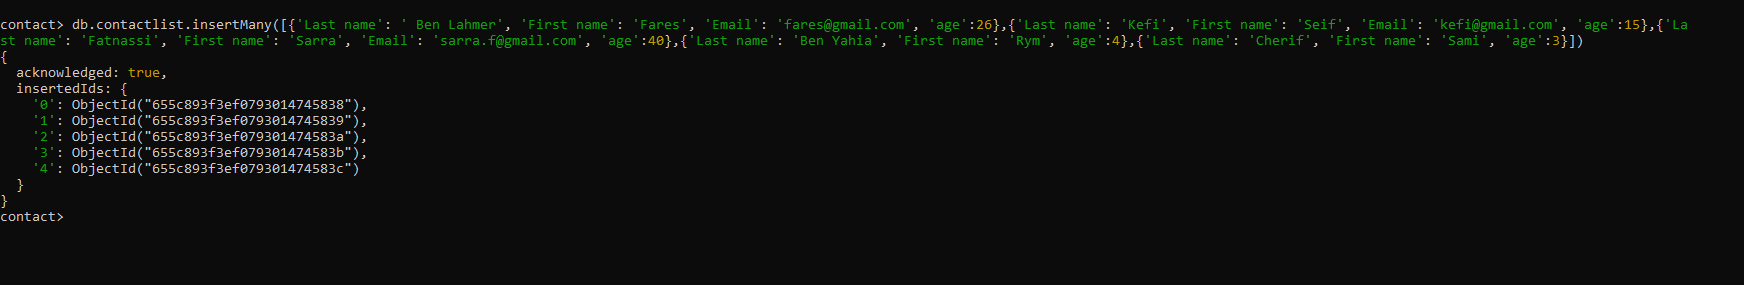 contact> db.contactlist.insertMany([{'Last name': ' Ben Lahmer', 'First name': 'Fares', 'Email': 'fares@gmail.com', 'age':26},{'Last name': 'Kefi', 'First name': 'Seif', 'Email': 'kefi@gmail.com', 'age':15},{'La
st name': 'Fatnassi', 'First name': 'Sarra', 'Email': 'sarra.f@gmail.com', 'age':40},{'Last name': 'Ben Yahia', 'First name': 'Rym', 'age':4},{'Last name': 'Cherif', 'First name': 'Sami', 'age':3}])
{
  acknowledged: true,
  insertedIds: {
    '0': ObjectId("655c893f3ef0793014745838"),
    '1': ObjectId("655c893f3ef0793014745839"),
    '2': ObjectId("655c893f3ef079301474583a"),
    '3': ObjectId("655c893f3ef079301474583b"),
    '4': ObjectId("655c893f3ef079301474583c")
  }
}
contact>